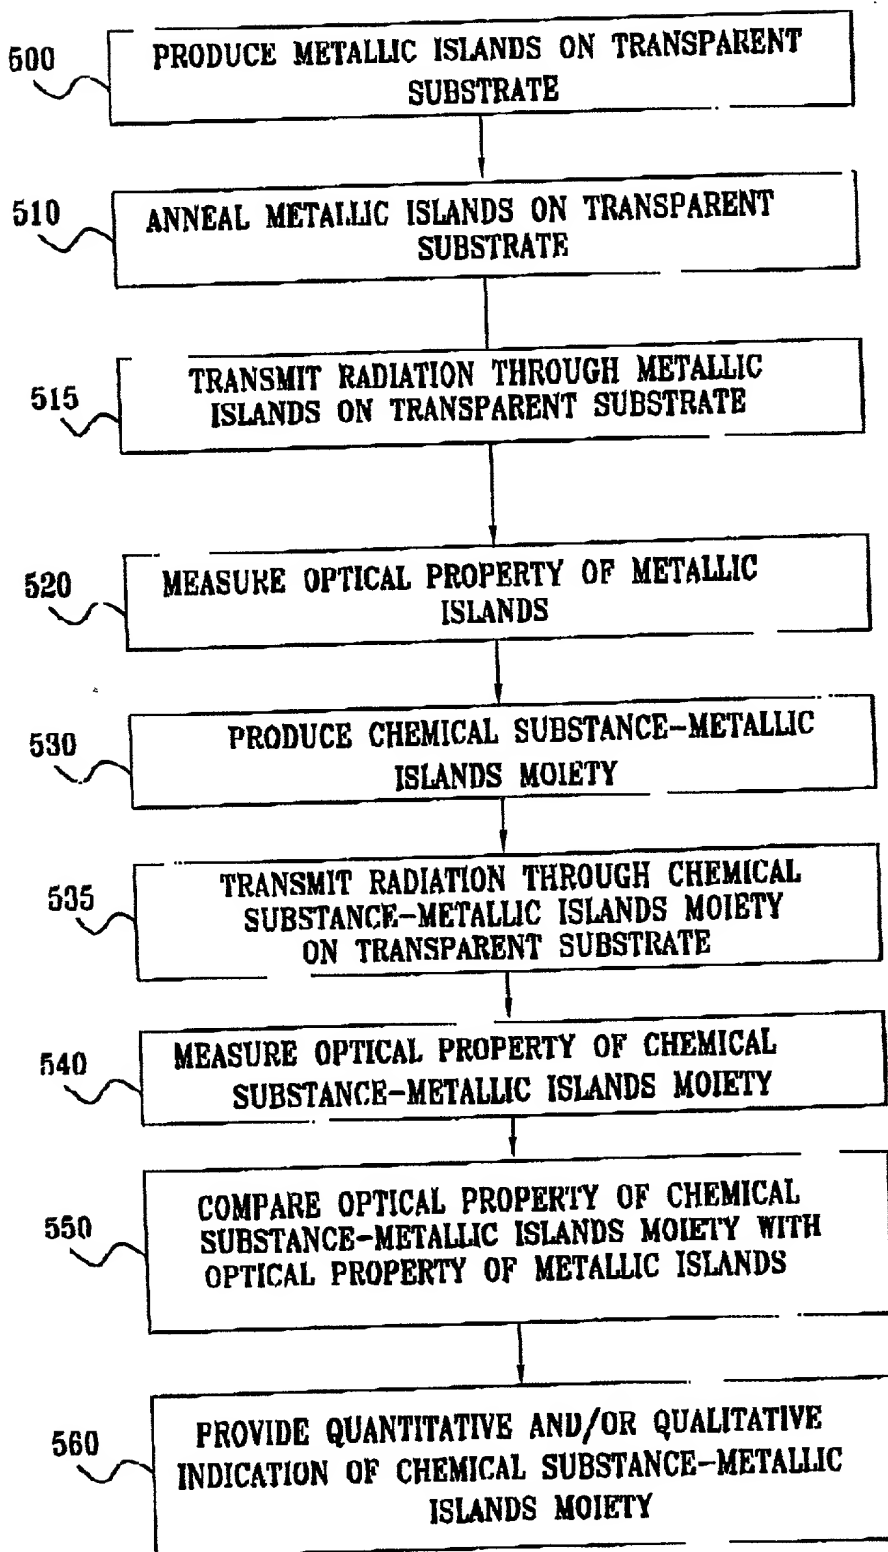 500
PRODUCE METALLIC ISLANDS ON TRANSPARENT
SUBSTRATE
510
ANNEAL METALLIC ISLANDS ON TRANSPARENT
SUBSTRATE
515
TRANSMIT RADIATION THROUGH METALLIC
ISLANDS ON TRANSPARENT SUBSTRATE
520
MEASURE OPTICAL PROPERTY OF METALLIC
ISLANDS
530
PRODUCE CHEMICAL SUBSTANCE-METALLIC
ISLANDS MOIETY
535
TRANSMIT RADIATION THROUGH CHEMICAL
SUBSTANCE-METALLIC ISLANDS MOIETY
ON TRANSPARENT SUBSTRATE
540
MEASURE OPTICAL PROPERTY OF CHEMICAL
SUBSTANCE-METALLIC ISLANDS MOIETY
550
COMPARE OPTICAL PROPERTY OF CHEMICAL
SUBSTANCE-METALLIC ISLANDS MOIETY WITH
OPTICAL PROPERTY OF METALLIC ISLANDS
560
PROVIDE QUANTITATIVE AND/OR QUALITATIVE
INDICATION OF CHEMICAL SUBSTANCE-METALLIC
ISLANDS MOIETY